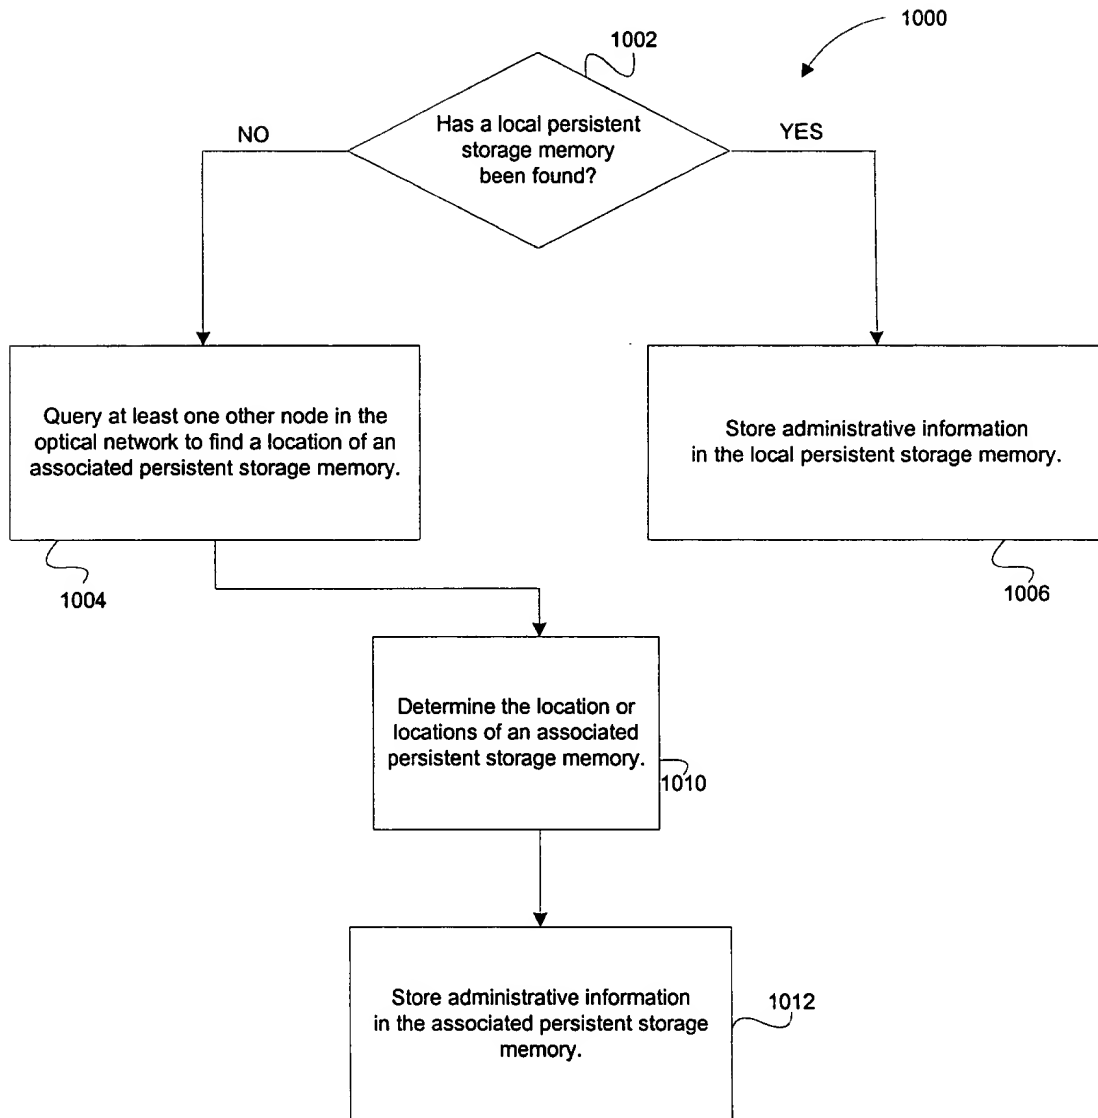 1000
1002
Has a local persistent
storage memory
been found?
NO
YES
Query at least one other node in the
optical network to find a location of an
associated persistent storage memory.
Store administrative information
in the local persistent storage memory.
1004
1006
Determine the location or
locations of an associated
persistent storage memory.
1010
Store administrative information
in the associated persistent storage
memory.
1012